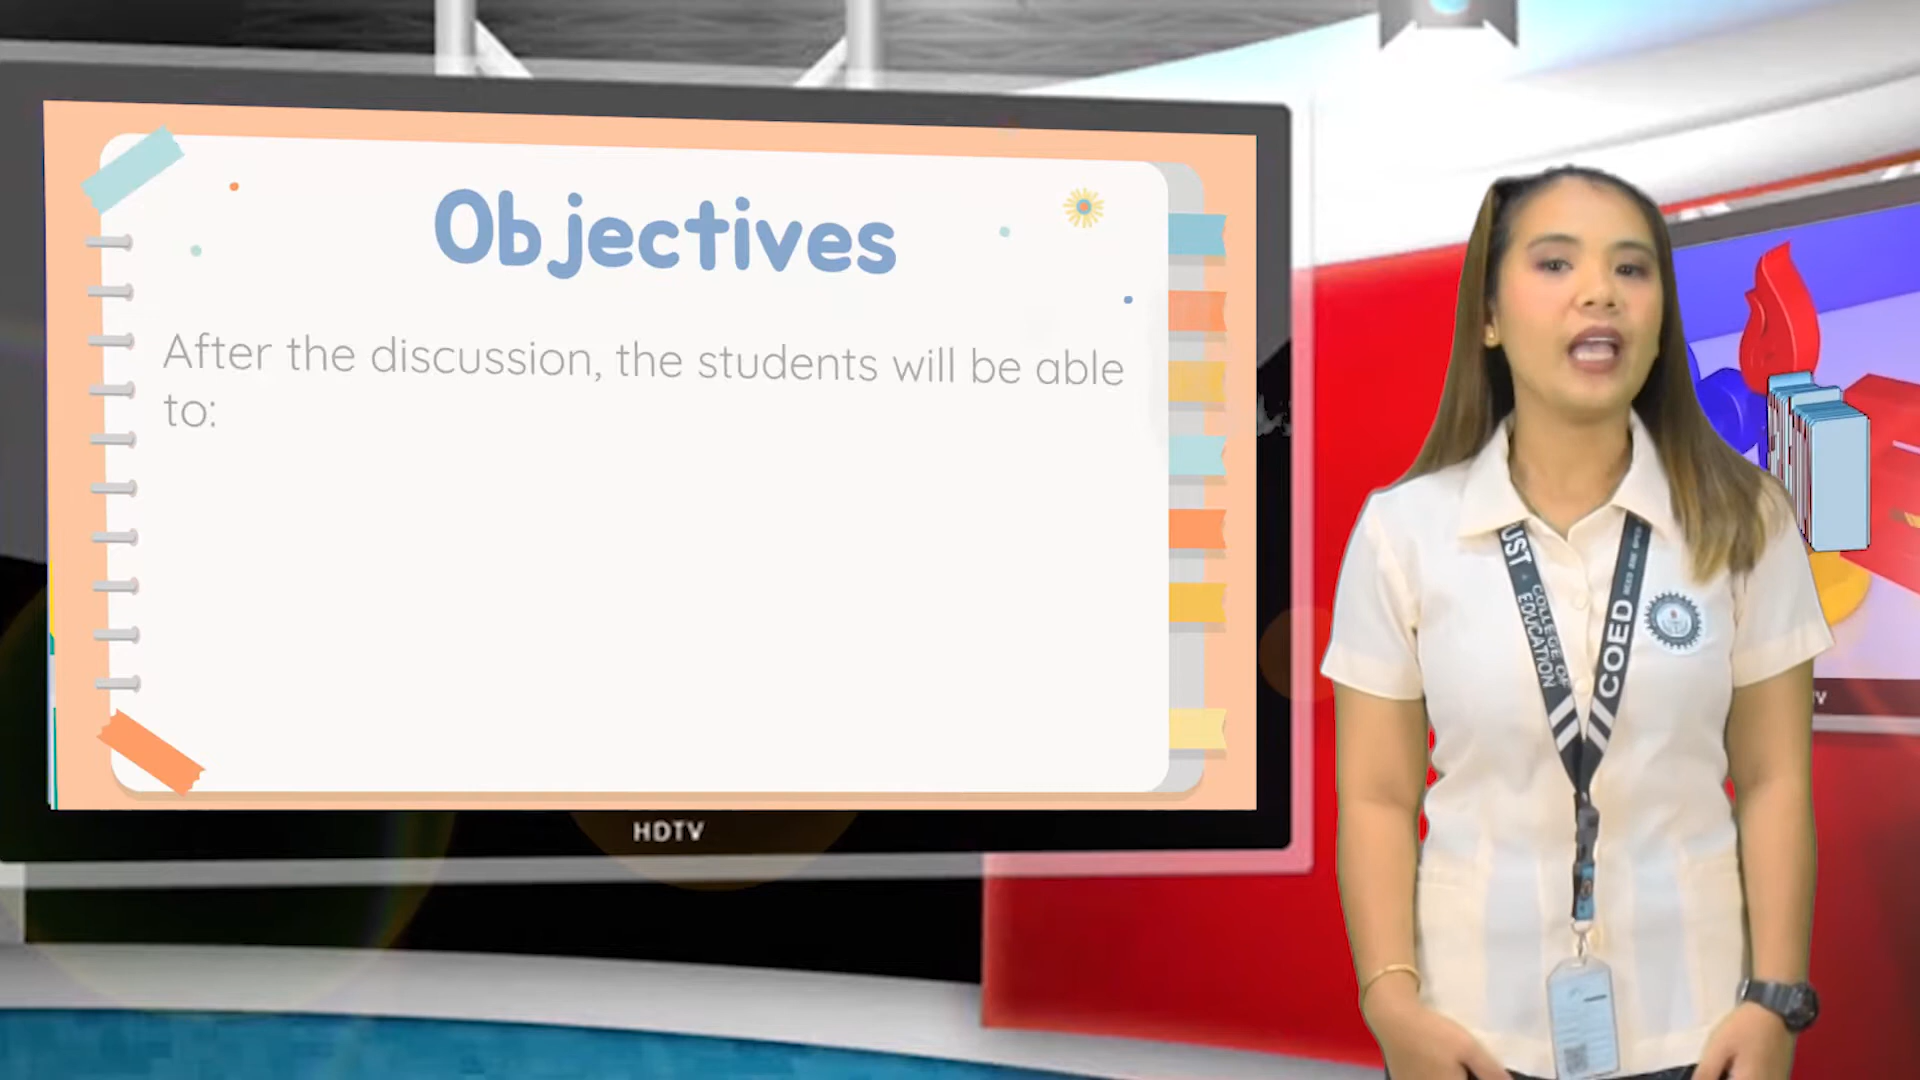 Objectives
After the discussion, the students will be able
to:
HDTV
UST
COLLEGE OF
EDUCATION
COED